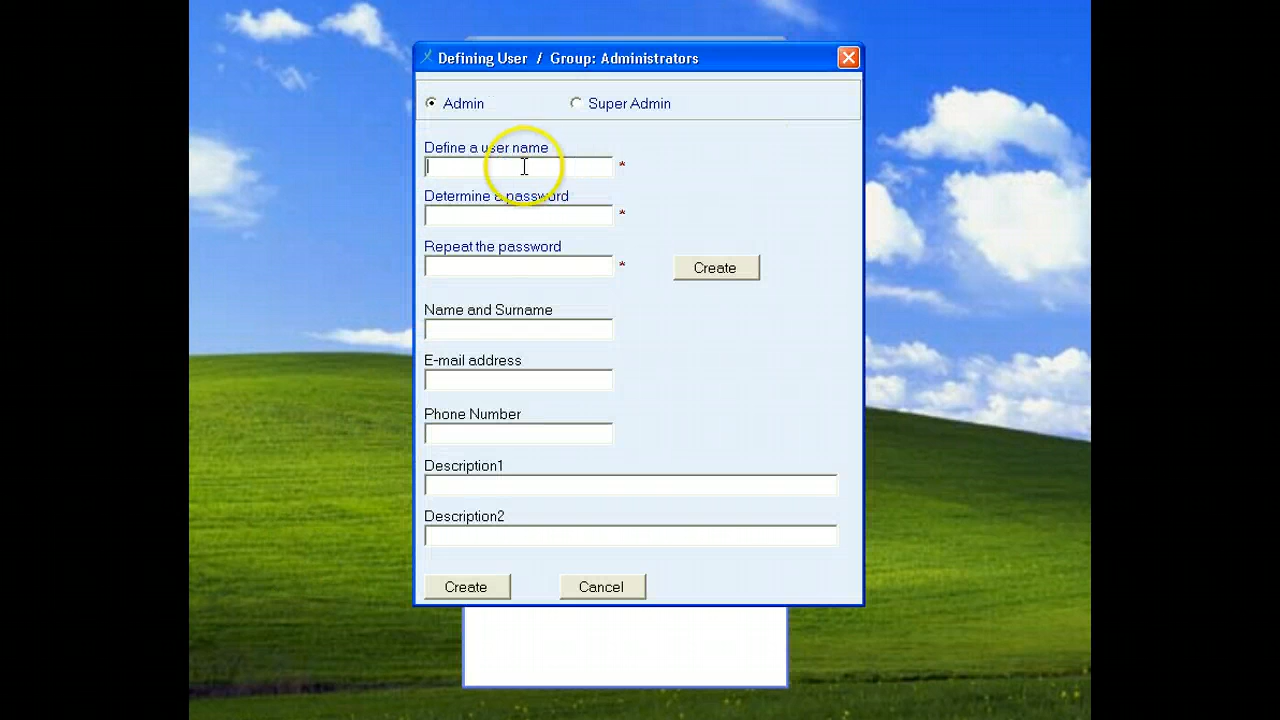 Defining User / Group: Administrators
Admin Super Admin
Define a user name
*
Determine a password
*
Repeat the password
* Create
Name and Surname
E-mail address
Phone Number
Description1
Description2
Create Cancel